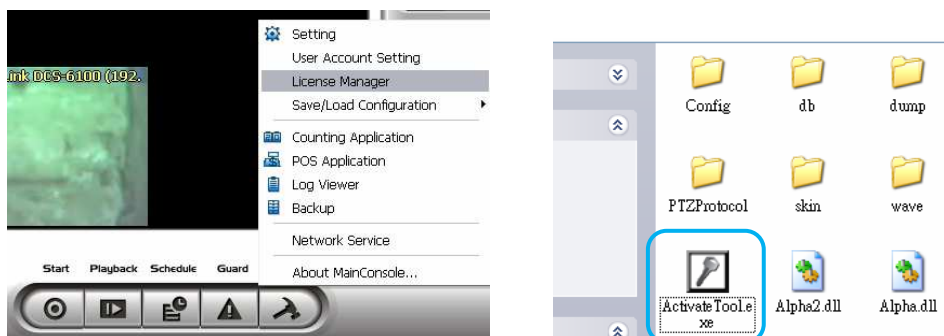 Setting
User Account Setting
License Manager
Save/Load Configuration
Counting Application
POS Application
Log Viewer
Backup
Network Service
About MainConsole...
ink DCS-6100 (192.
Start Playback Schedule Guard
Config db dump
PTZProtocol skin wave
ActivateTool.e
xe
Alpha2.dll Alpha.dll